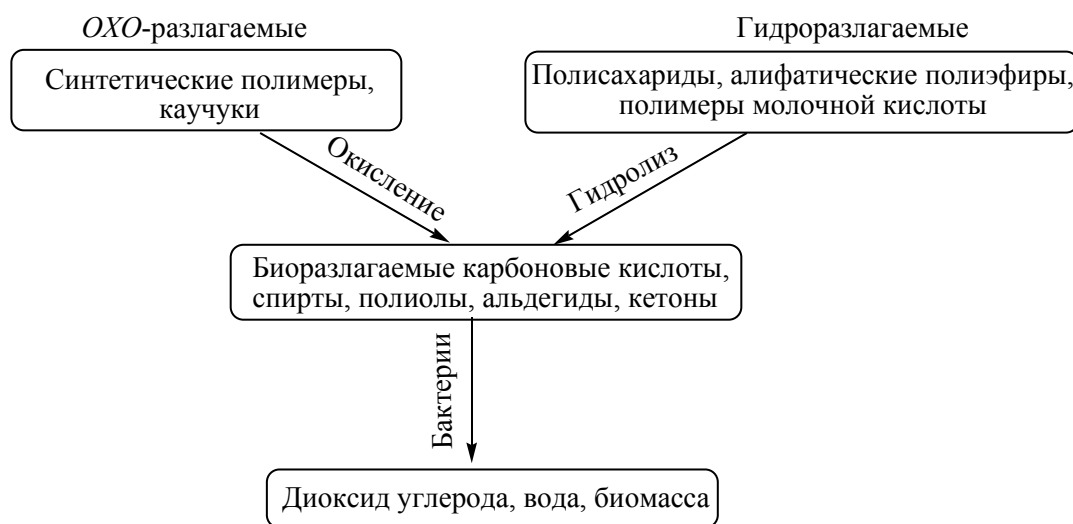 ОХО-разлагаемые
Гидроразлагаемые
Синтетические полимеры,
каучуки
Полисахариды, алифатические полиэфиры,
полимеры молочной кислоты
Окисление
Гидролиз
Биоразлагаемые карбоновые кислоты,
спирты, полиолы, альдегиды, кетоны
Бактерии
Диоксид углерода, вода, биомасса